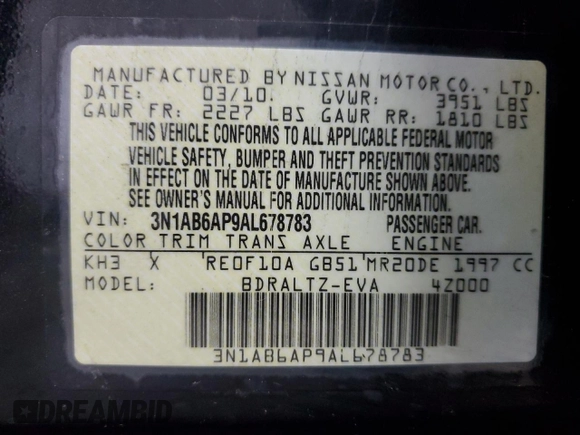 MANUFACTURED BY NISSAN MOTOR CO., LTD.
DATE: 03/10. GVWR: 3951 LBS
GAWR FR: 2227 LBS GAWR RR: 1810 LBS
THIS VEHICLE CONFORMS TO ALL APPLICABLE FEDERAL MOTOR
VEHICLE SAFETY, BUMPER AND THEFT PREVENTION STANDARDS
IN EFFECT ON THE DATE OF MANUFACTURE SHOWN ABOVE.
SEE OWNER'S MANUAL FOR ADDITIONAL INFORMATION.
VIN: 3N1AB6AP9AL678783 PASSENGER CAR.
COLOR TRIM TRANS AXLE ENGINE
KH3 X RE0F10A GB51 MR20DE 1997 CC
MODEL: BDRALTZ-EVA 4Z000
3N1AB6AP9AL678783
DREAMBID